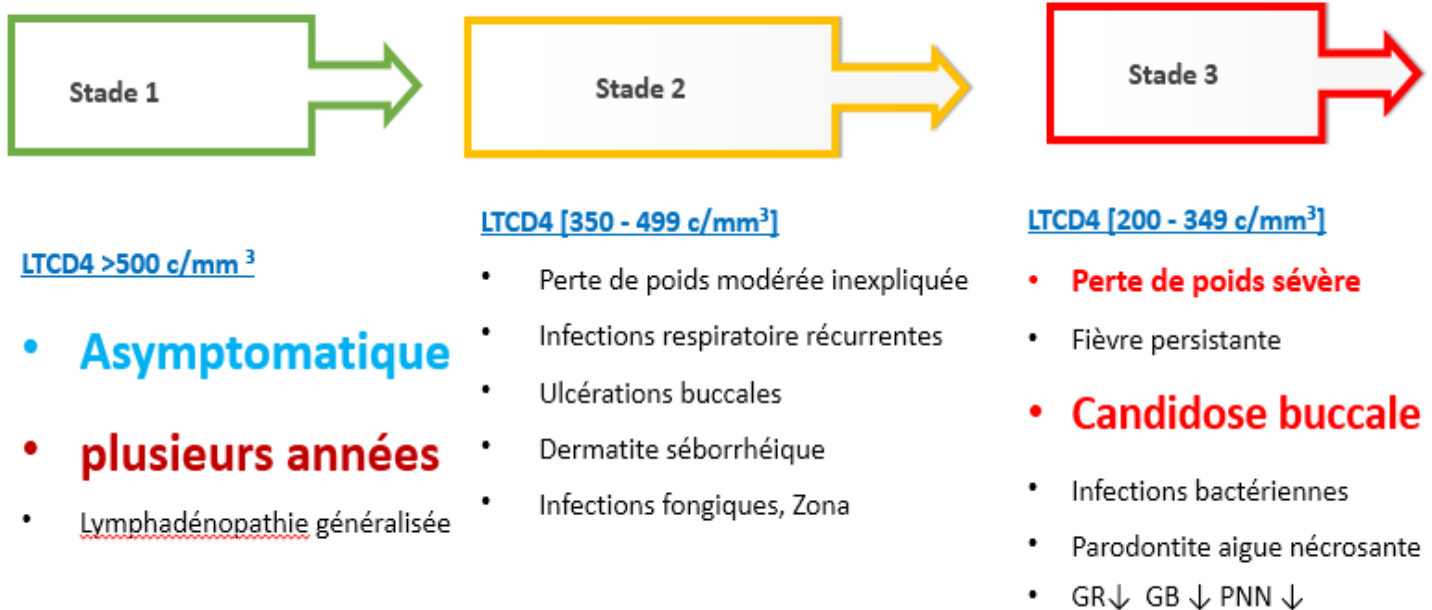 Stade 1
LTCD4 >500 c/mm ³
• Asymptomatique
• plusieurs années
• Lymphadénopathie généralisée
Stade 2
LTCD4 [350 - 499 c/mm³]
• Perte de poids modérée inexpliquée
• Infections respiratoire récurrentes
• Ulcérations buccales
• Dermatite séborrhéique
• Infections fongiques, Zona
Stade 3
LTCD4 [200 - 349 c/mm³]
• Perte de poids sévère
• Fièvre persistante
• Candidose buccale
• Infections bactériennes
• Parodontite aigue nécrosante
• GR↓ GB ↓ PNN ↓